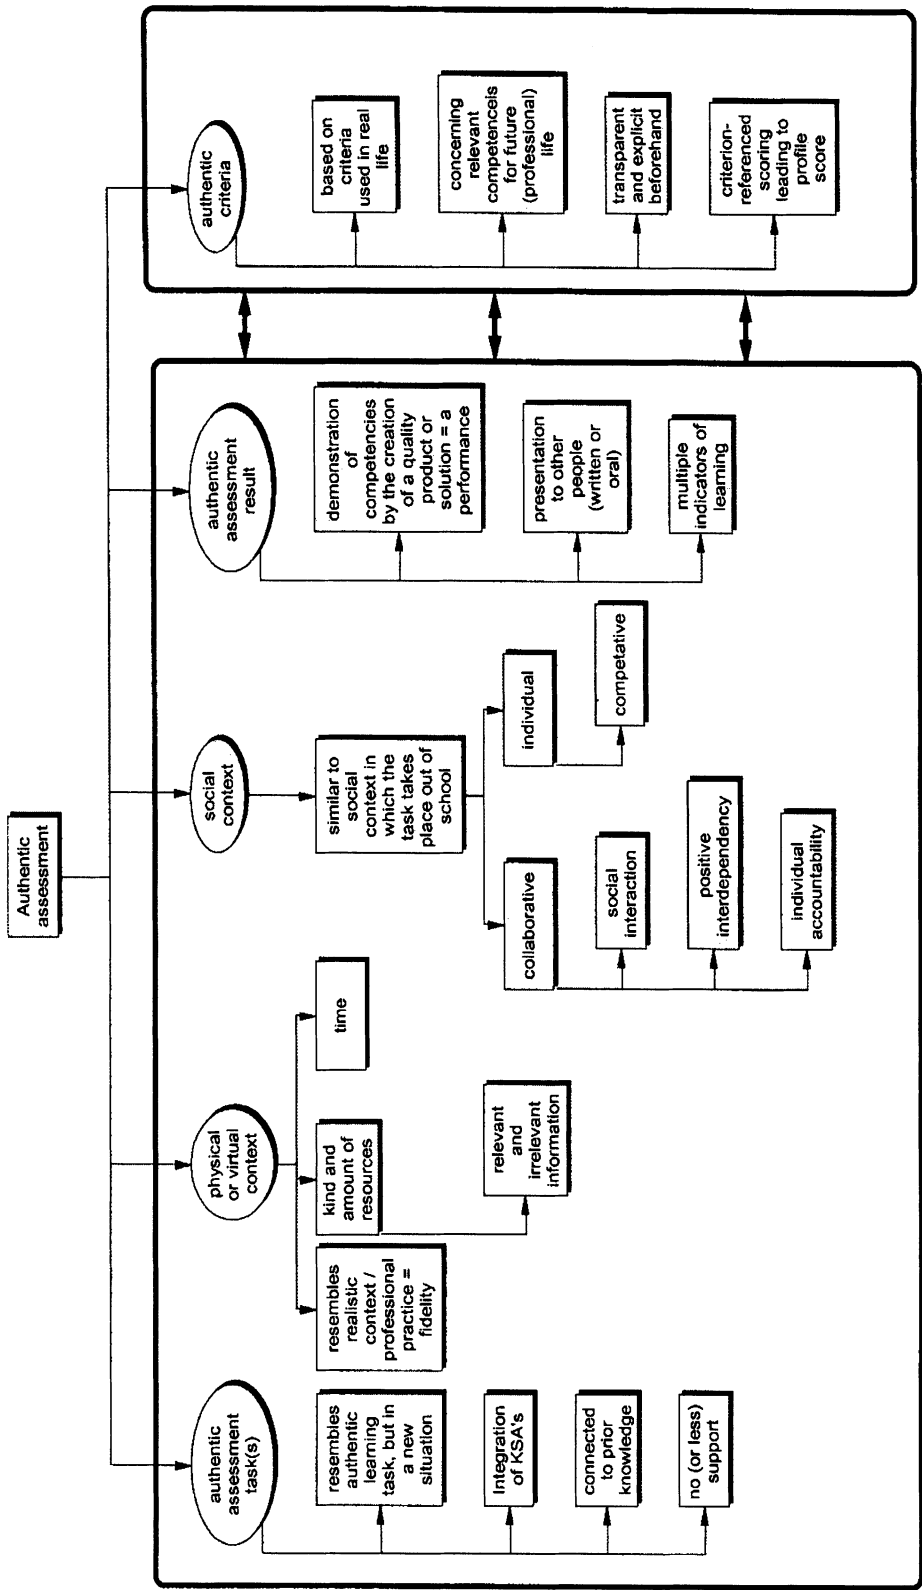 Authentic
assessment
authentic
assessment
task(s)
resembles
authentic
learning
task, but in
a new
situation
Integration
of KSA's
connected
to prior
knowledge
no (or less)
support
physical
or virtual
context
resembles
realistic
context /
professional
practice =
fidelity
kind and
amount of
resources
relevant
and
irrelevant
information
time
social
context
similar to
social
context in
which the
task takes
place out of
school
collaborative
social
interaction
positive
interdependency
individual
accountability
individual
competative
authentic
assessment
result
demonstration
of
competencies
by the creation
of a quality
product or
solution = a
performance
presentation
to other
people
(written or
oral)
multiple
indicators of
learning
authentic
criteria
based on
criteria
used in real
life
concerning
relevant
competenceis
for future
(professional)
life
transparent
and explicit
beforehand
criterion-
referenced
scoring
leading to
profile
score